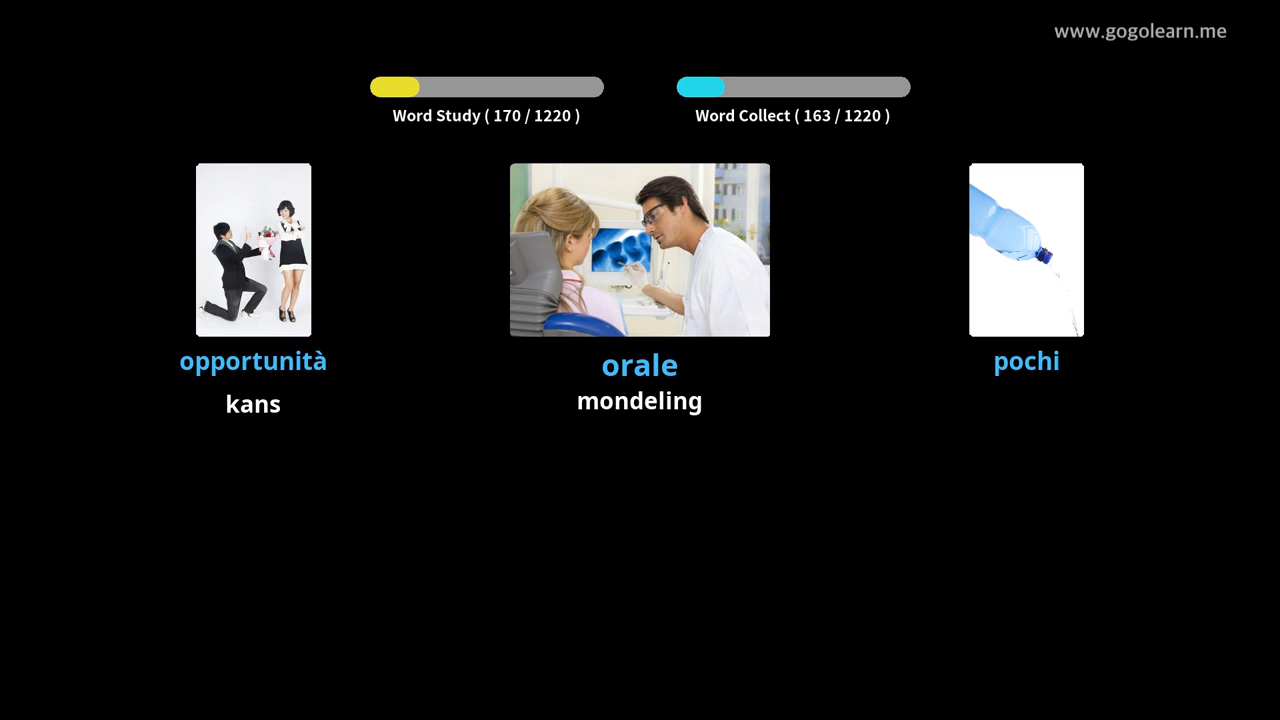 www.gogolearn.me
Word Study ( 170 / 1220 )
Word Collect ( 163 / 1220 )
opportunità
kans
orale
mondeling
pochi